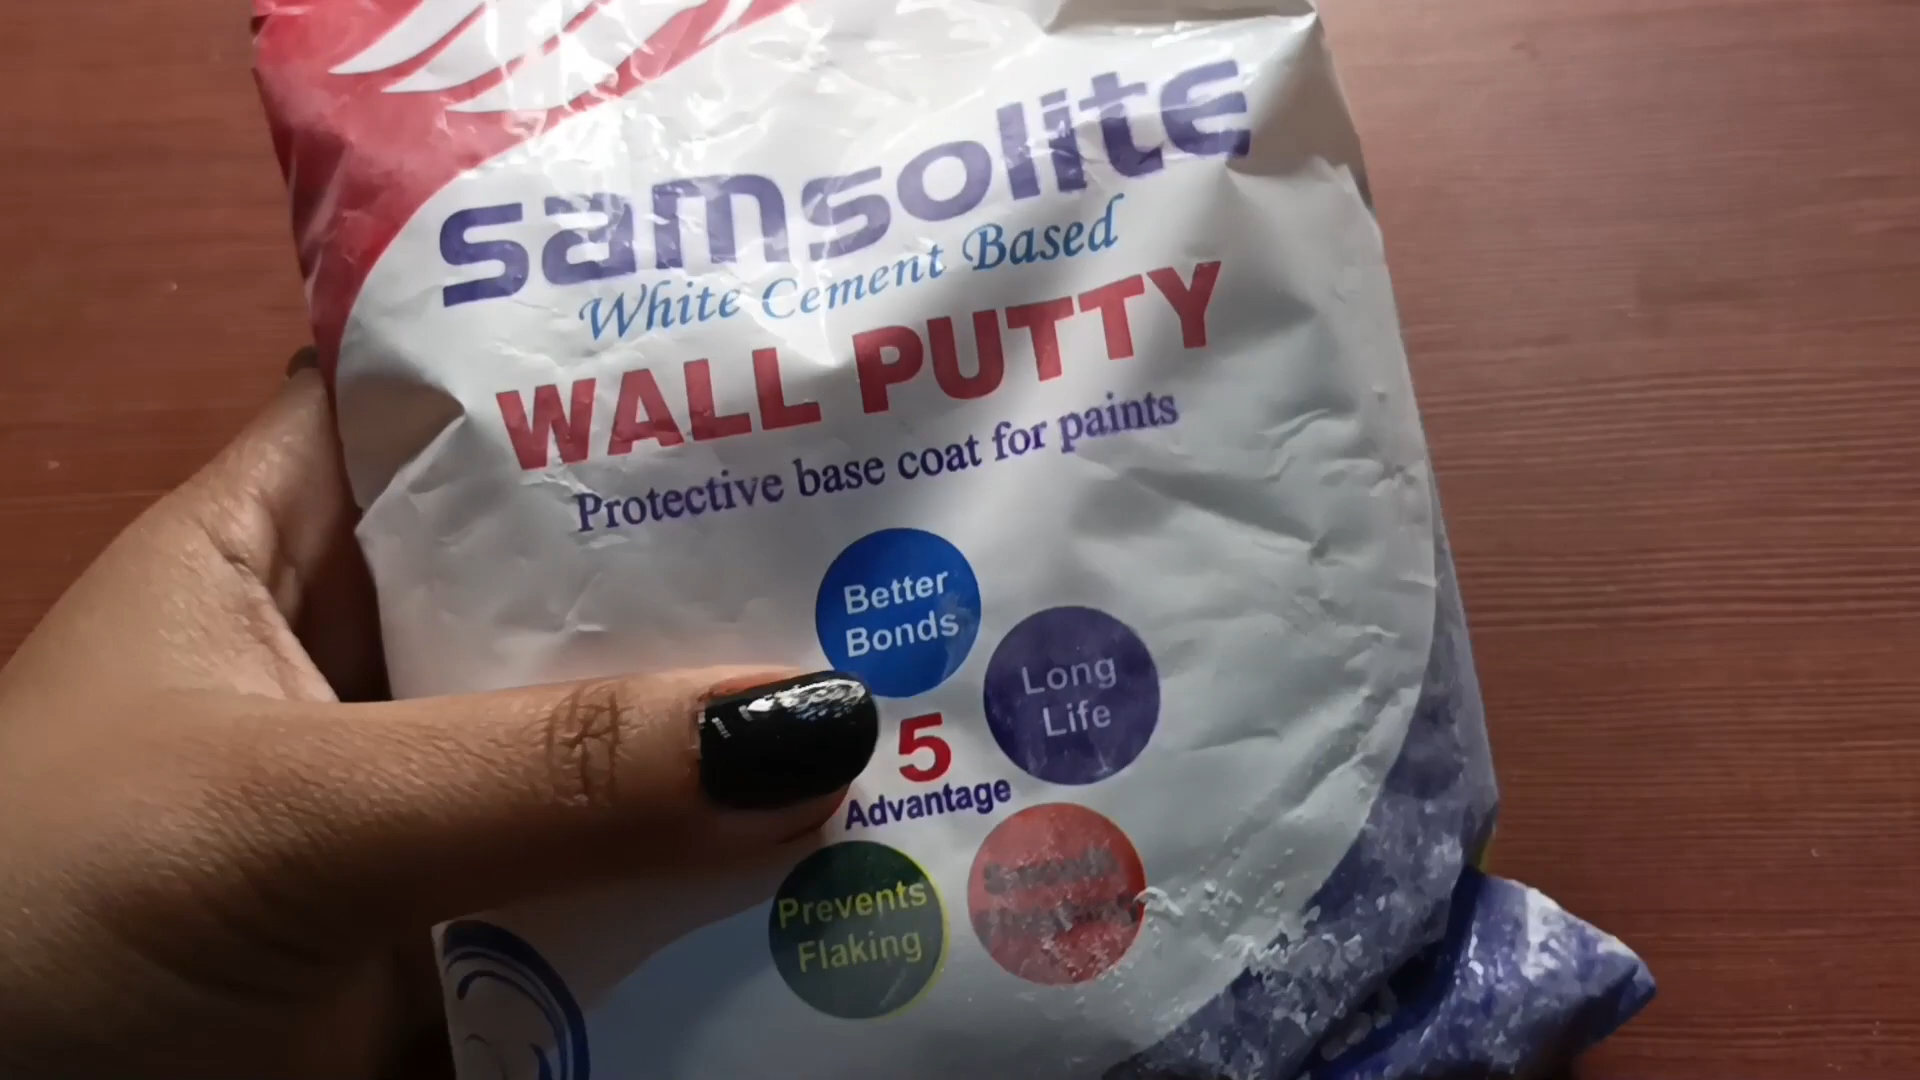 samsolite
White Cement Based
WALL PUTTY
Protective base coat for paints
Better
Bonds
Long
Life
5
Advantage
Prevents
Flaking
Smooth